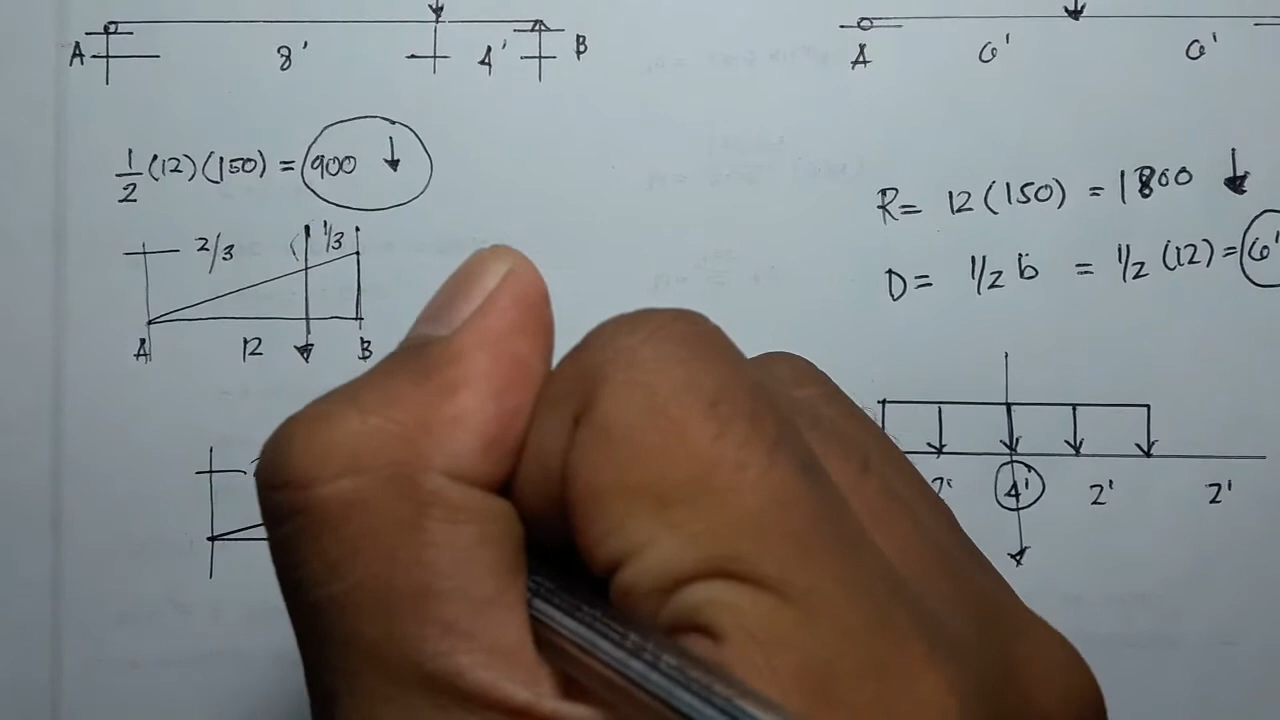 A 8' 4' B
½ (12)(150) = 900 ↓
2/3 1/3
A 12 B
A 6' 6'
R = 12 (150) = 1800 ↓
D = 1/2 b = 1/2 (12) = 6'
2' 4' 2' 2'